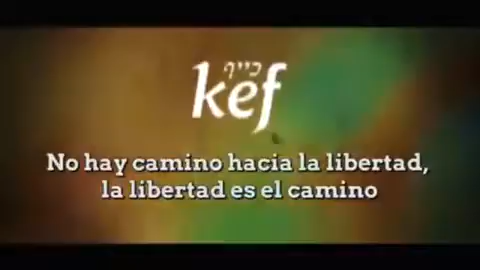 כייף
kef
No hay camino hacia la libertad,
la libertad es el camino